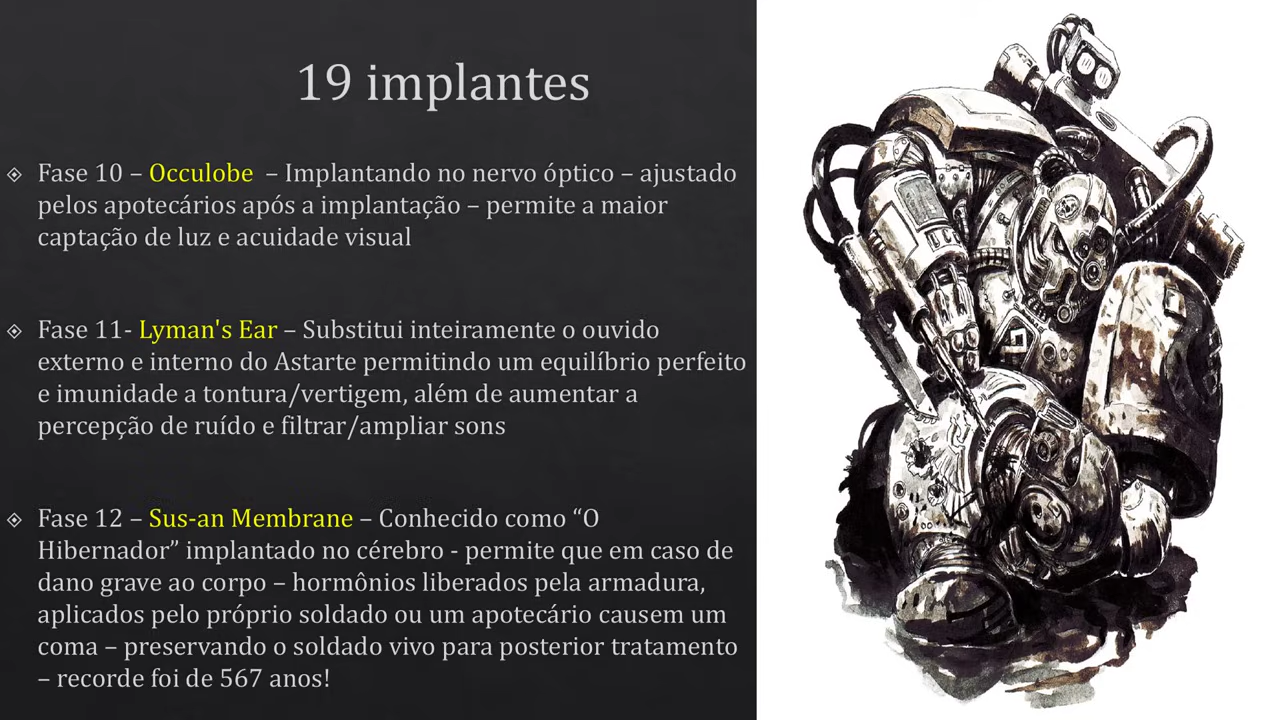 19 implantes
Fase 10 – Occulobe – Implantando no nervo óptico – ajustado
pelos apotecários após a implantação – permite a maior
captação de luz e acuidade visual
Fase 11- Lyman's Ear – Substitui inteiramente o ouvido
externo e interno do Astarte permitindo um equilíbrio perfeito
e imunidade a tontura/vertigem, além de aumentar a
percepção de ruído e filtrar/ampliar sons
Fase 12 – Sus-an Membrane – Conhecido como “O
Hibernador” implantado no cérebro - permite que em caso de
dano grave ao corpo – hormônios liberados pela armadura,
aplicados pelo próprio soldado ou um apotecário causem um
coma – preservando o soldado vivo para posterior tratamento
– recorde foi de 567 anos!